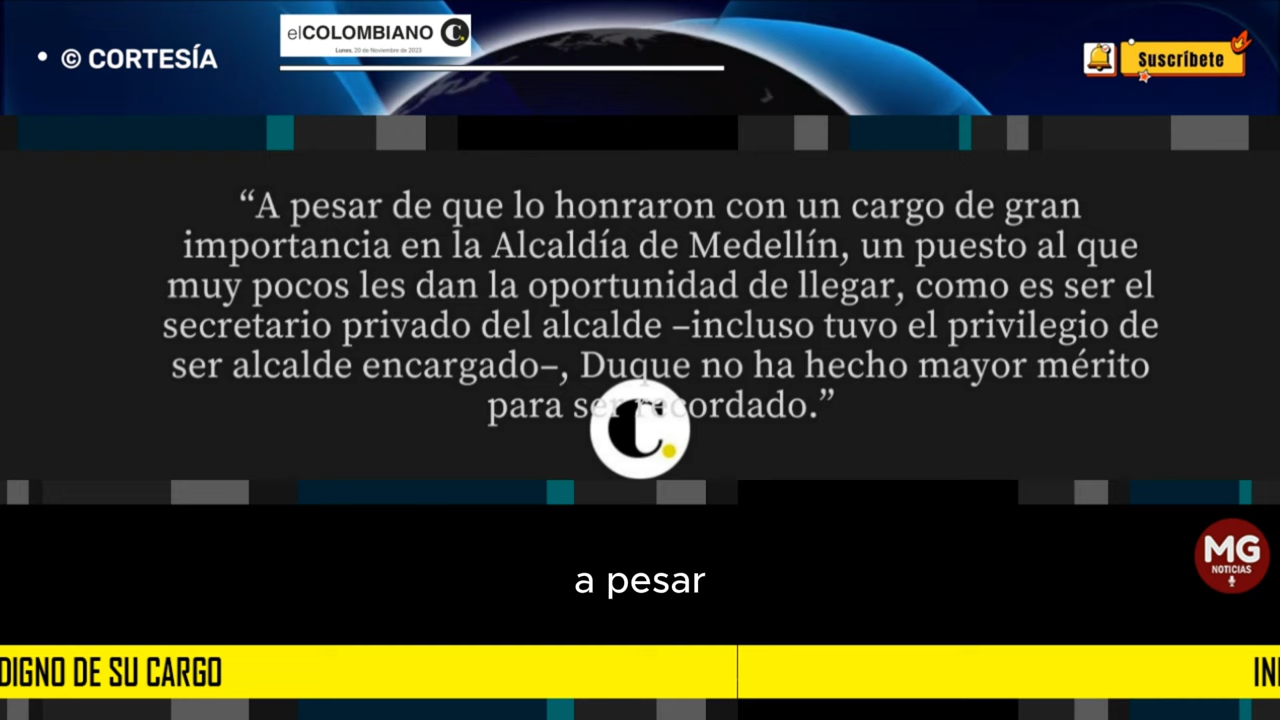 • © CORTESÍA
elCOLOMBIANO C.
Lunes, 20 de Noviembre de 2023
Suscríbete
“A pesar de que lo honraron con un cargo de gran
importancia en la Alcaldía de Medellín, un puesto al que
muy pocos les dan la oportunidad de llegar, como es ser el
secretario privado del alcalde –incluso tuvo el privilegio de
ser alcalde encargado–, Duque no ha hecho mayor mérito
para ser recordado.”
C.
MG
NOTICIAS
a pesar
DIGNO DE SU CARGO